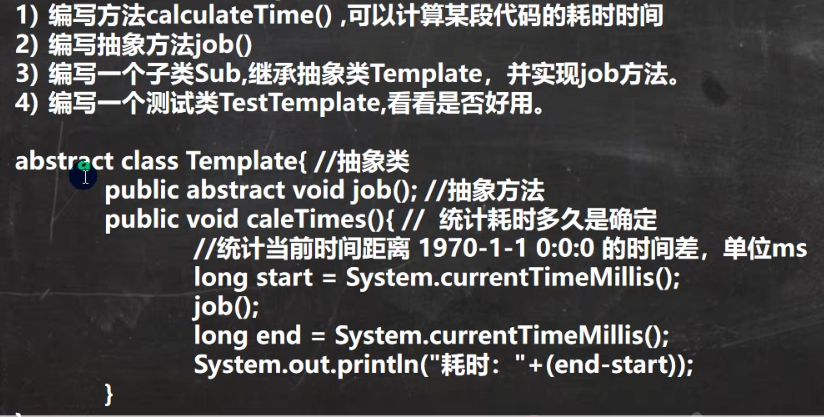 1) 编写方法calculateTime() ,可以计算某段代码的耗时时间
2) 编写抽象方法job()
3) 编写一个子类Sub,继承抽象类Template，并实现job方法。
4) 编写一个测试类TestTemplate,看看是否好用。
abstract class Template{ //抽象类
public abstract void job(); //抽象方法
public void caleTimes(){ // 统计耗时多久是确定
//统计当前时间距离 1970-1-1 0:0:0 的时间差，单位ms
long start = System.currentTimeMillis();
job();
long end = System.currentTimeMillis();
System.out.println("耗时："+(end-start));
}
}